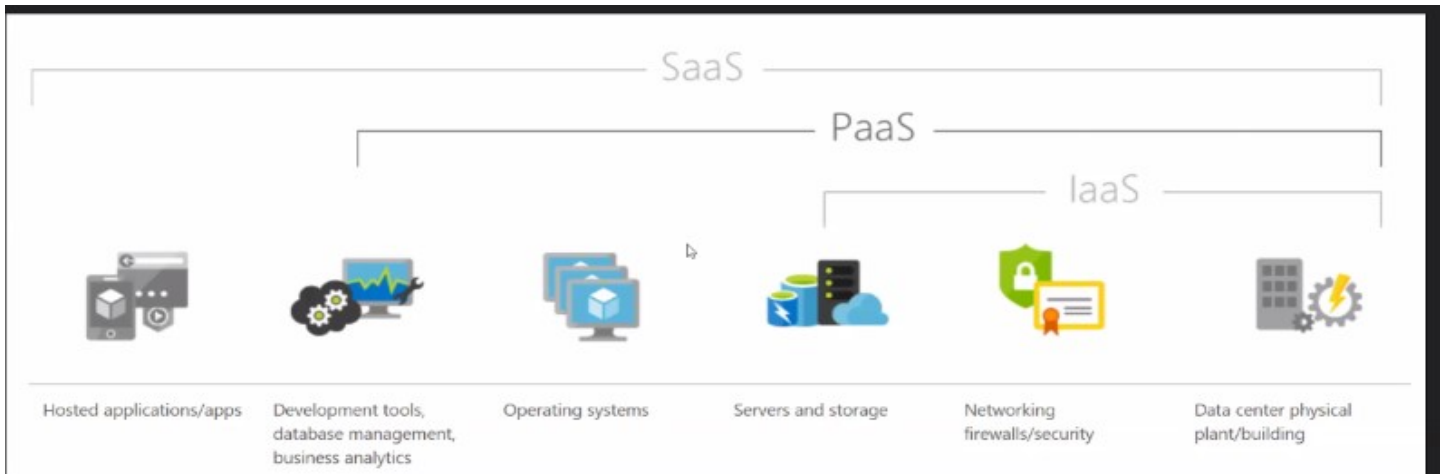 SaaS
PaaS
IaaS
Hosted applications/apps
Development tools,
database management,
business analytics
Operating systems
Servers and storage
Networking
firewalls/security
Data center physical
plant/building